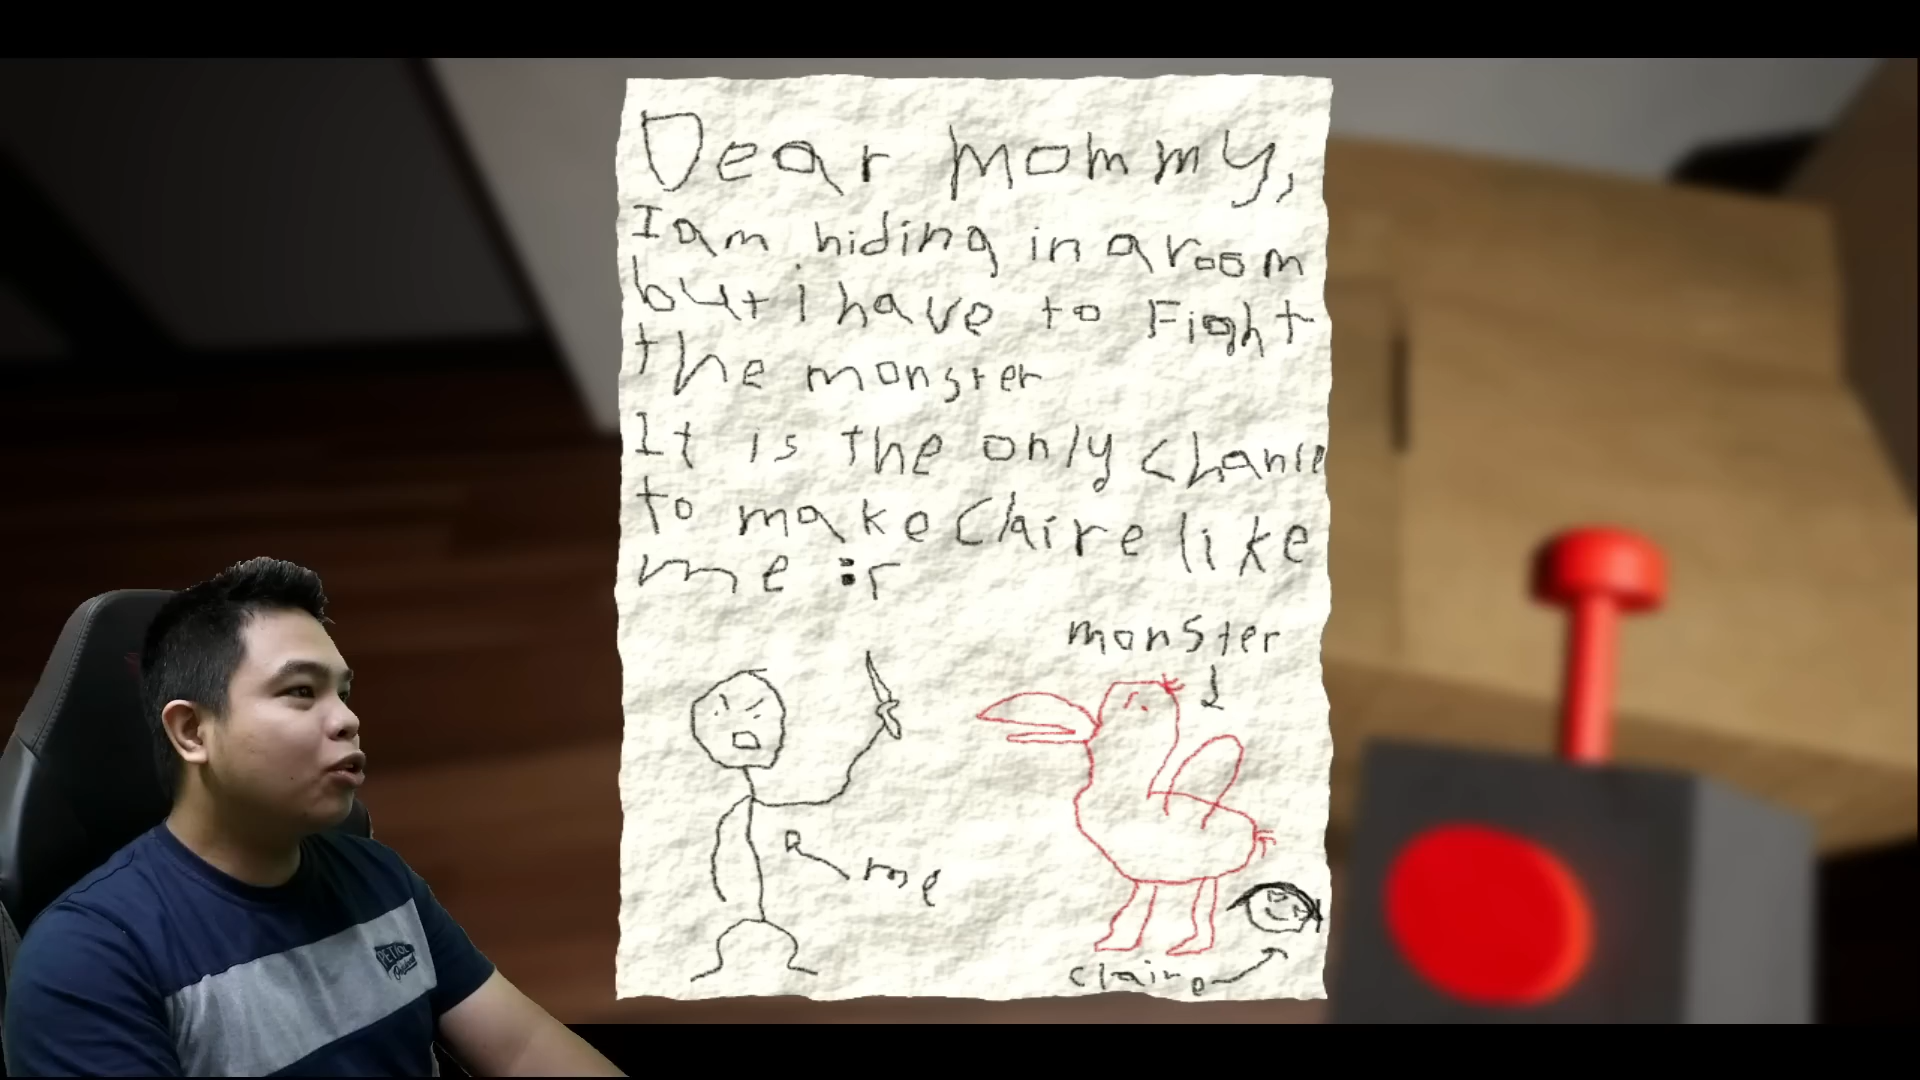 Dear Mommy,
I am hiding in a room
but i have to Fight
the monster
It is the only chance
to make Claire like
me :r
monster
me
claire